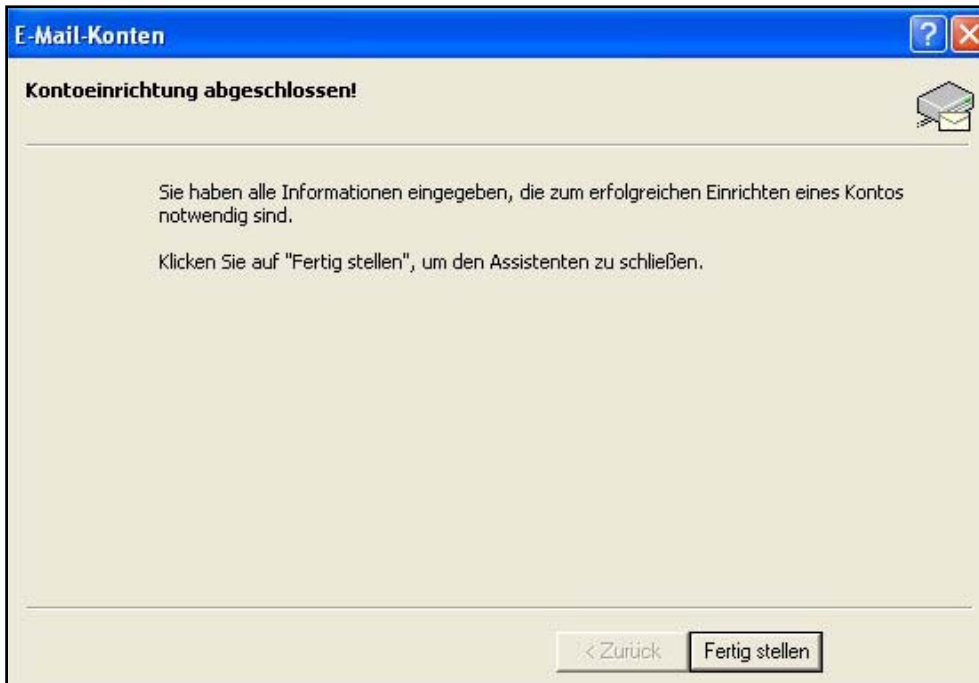 E-Mail-Konten
?
Kontoeinrichtung abgeschlossen!
Sie haben alle Informationen eingegeben, die zum erfolgreichen Einrichten eines Kontos
notwendig sind.
Klicken Sie auf "Fertig stellen", um den Assistenten zu schließen.
< Zurück
Fertig stellen